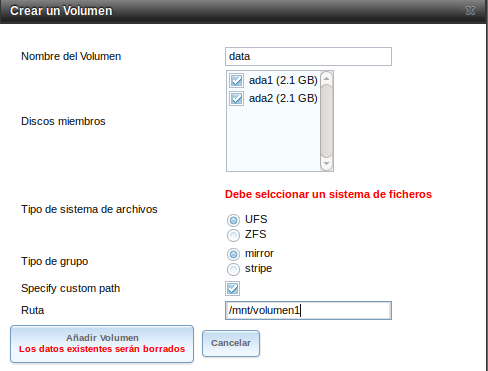 Crear un Volumen
Nombre del Volumen
data
Discos miembros
ada1 (2.1 GB)
ada2 (2.1 GB)
Debe selccionar un sistema de ficheros
Tipo de sistema de archivos
UFS
ZFS
Tipo de grupo
mirror
stripe
Specify custom path
Ruta
/mnt/volumen1
Añadir Volumen
Los datos existentes serán borrados
Cancelar